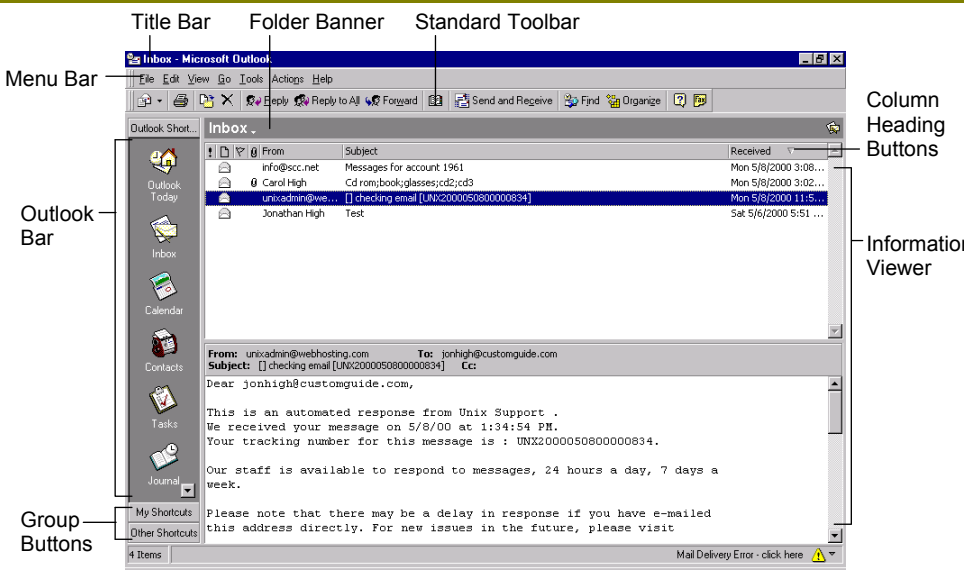 Title Bar Folder Banner Standard Toolbar
Inbox - Microsoft Outlook
Menu Bar
File Edit View Go Tools Actions Help
Reply Reply to All Forward Send and Receive Find Organize
Column
Heading
Buttons
Outlook Short... Inbox
! From Subject Received
info@scc.net Messages for account 1961 Mon 5/8/2000 3:08...
Carol High Cd rom;book;glasses;cd2;cd3 Mon 5/8/2000 3:02...
unixadmin@we... [] checking email [UNX2000050800000834] Mon 5/8/2000 11:5...
Jonathan High Test Sat 5/6/2000 5:51 ...
Outlook
Today
Outlook
Bar
Inbox
Information
Viewer
Calendar
Contacts
Tasks
Journal
From: unixadmin@webhosting.com To: jonhigh@customguide.com
Subject: [] checking email [UNX2000050800000834] Cc:
Dear jonhigh@customguide.com,
This is an automated response from Unix Support .
We received your message on 5/8/00 at 1:34:54 PM.
Your tracking number for this message is : UNX2000050800000834.
Our staff is available to respond to messages, 24 hours a day, 7 days a
week.
Please note that there may be a delay in response if you have e-mailed
this address directly. For new issues in the future, please visit
Group
Buttons
My Shortcuts
Other Shortcuts
4 Items Mail Delivery Error - click here